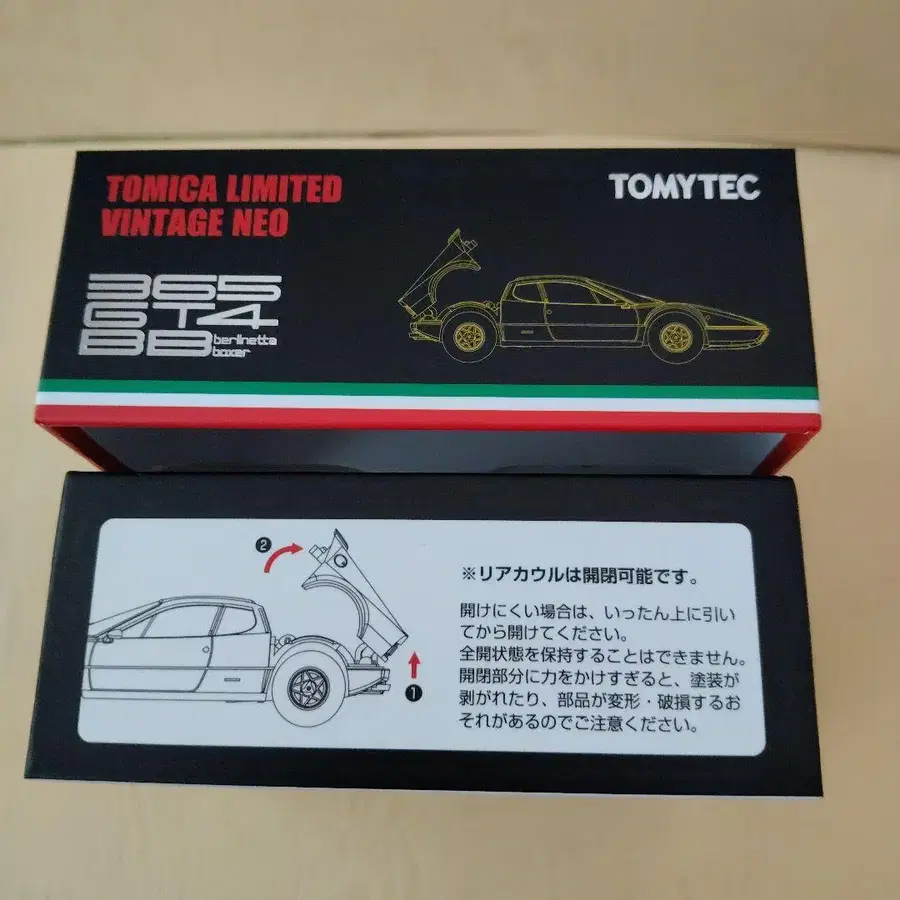 TOMICA LIMITED
VINTAGE NEO
TOMYTEC
365
GT4
BB berlinetta
boxer
❷
※リアカウルは開閉可能です。
開けにくい場合は、いったん上に引い
てから開けてください。
全開状態を保持することはできません。
開閉部分に力をかけすぎると、塗装が
剥がれたり、部品が変形・破損するお
それがあるのでご注意ください。
❶